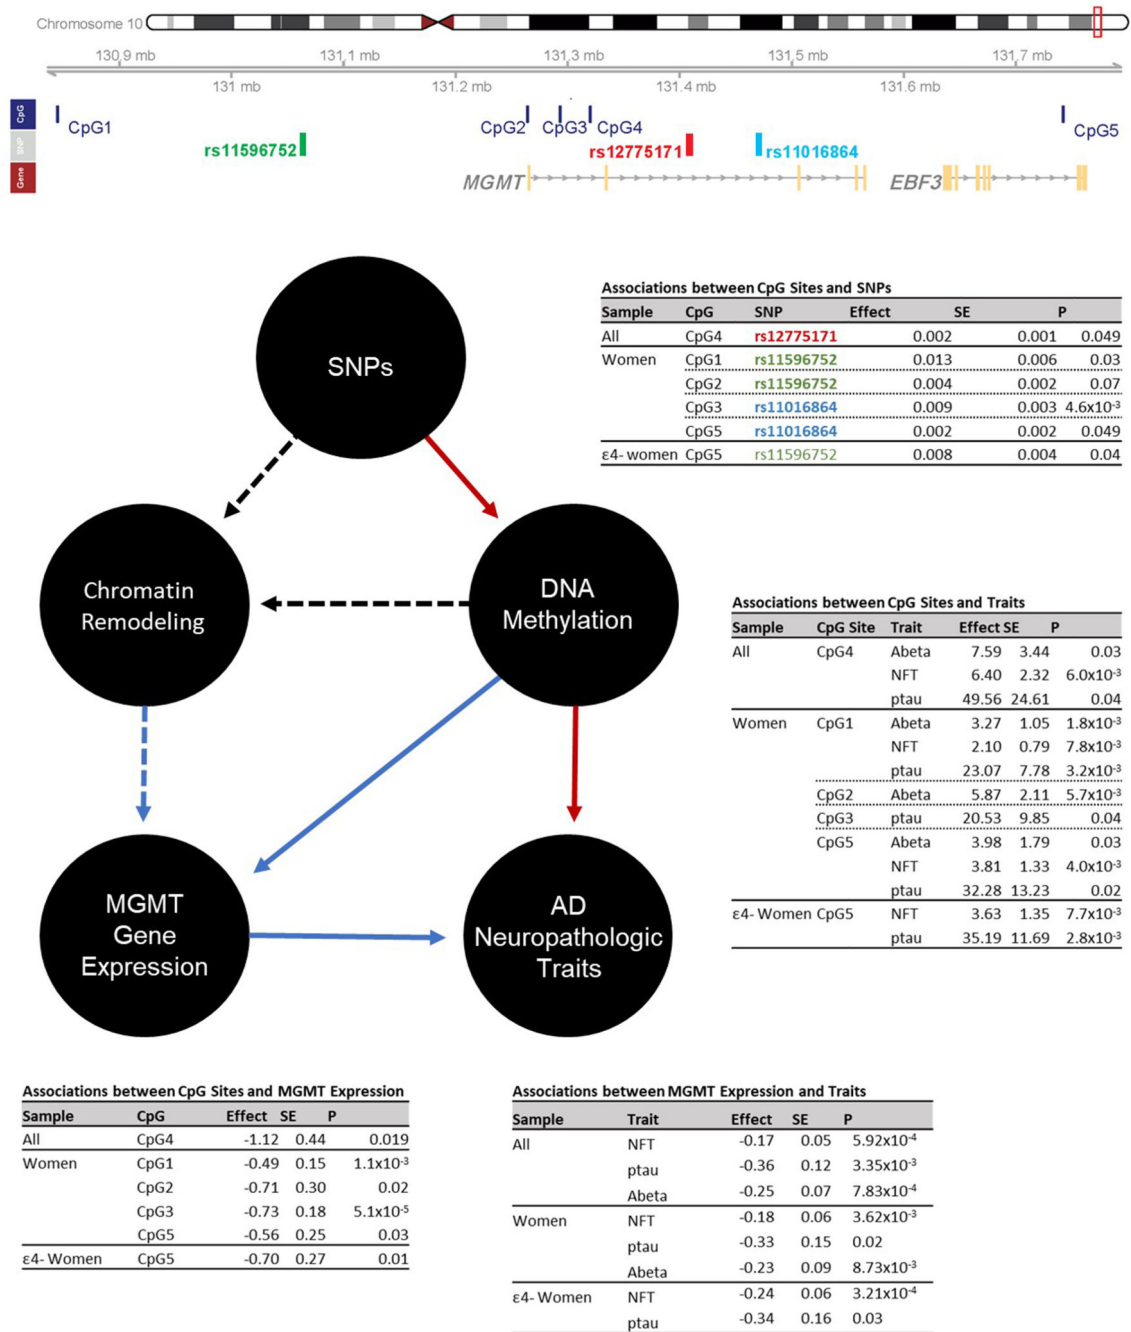 Chromosome 10
130.9 mb 131.1 mb 131.3 mb 131.5 mb 131.7 mb
131 mb 131.2 mb 131.4 mb 131.6 mb
CpG
CpG1 CpG2 CpG3 CpG4 CpG5
SNP
rs11596752 rs12775171 rs11016864
Gene
MGMT EBF3
SNPs
Associations between CpG Sites and SNPs
Sample CpG SNP Effect SE P
All CpG4 rs12775171 0.002 0.001 0.049
Women CpG1 rs11596752 0.013 0.006 0.03
CpG2 rs11596752 0.004 0.002 0.07
CpG3 rs11016864 0.009 0.003 4.6x10⁻³
CpG5 rs11016864 0.002 0.002 0.049
ε4- women CpG5 rs11596752 0.008 0.004 0.04
Chromatin
Remodeling
DNA
Methylation
Associations between CpG Sites and Traits
Sample CpG Site Trait Effect SE P
All CpG4 Abeta 7.59 3.44 0.03
NFT 6.40 2.32 6.0x10⁻³
ptau 49.56 24.61 0.04
Women CpG1 Abeta 3.27 1.05 1.8x10⁻³
NFT 2.10 0.79 7.8x10⁻³
ptau 23.07 7.78 3.2x10⁻³
CpG2 Abeta 5.87 2.11 5.7x10⁻³
CpG3 ptau 20.53 9.85 0.04
CpG5 Abeta 3.98 1.79 0.03
NFT 3.81 1.33 4.0x10⁻³
ptau 32.28 13.23 0.02
ε4- Women CpG5 NFT 3.63 1.35 7.7x10⁻³
ptau 35.19 11.69 2.8x10⁻³
MGMT
Gene
Expression
AD
Neuropathologic
Traits
Associations between CpG Sites and MGMT Expression
Sample CpG Effect SE P
All CpG4 -1.12 0.44 0.019
Women CpG1 -0.49 0.15 1.1x10⁻³
CpG2 -0.71 0.30 0.02
CpG3 -0.73 0.18 5.1x10⁻⁵
CpG5 -0.56 0.25 0.03
ε4- Women CpG5 -0.70 0.27 0.01
Associations between MGMT Expression and Traits
Sample Trait Effect SE P
All NFT -0.17 0.05 5.92x10⁻⁴
ptau -0.36 0.12 3.35x10⁻³
Abeta -0.25 0.07 7.83x10⁻⁴
Women NFT -0.18 0.06 3.62x10⁻³
ptau -0.33 0.15 0.02
Abeta -0.23 0.09 8.73x10⁻³
ε4- Women NFT -0.24 0.06 3.21x10⁻⁴
ptau -0.34 0.16 0.03